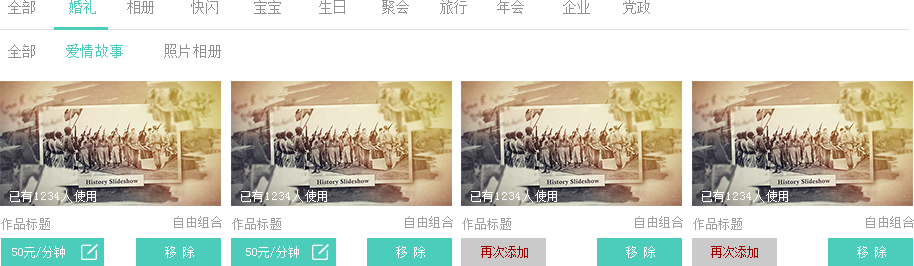 全部 婚礼 相册 快闪 宝宝 生日 聚会 旅行 年会 企业 党政
全部 爱情故事 照片相册
History Slideshow History Slideshow History Slideshow History Slideshow
已有1234人使用 已有1234人使用 已有1234人使用 已有1234人使用
作品标题 自由组合 作品标题 自由组合 作品标题 自由组合 作品标题 自由组合
50元/分钟 移 除 50元/分钟 移 除 再次添加 移 除 再次添加 移 除